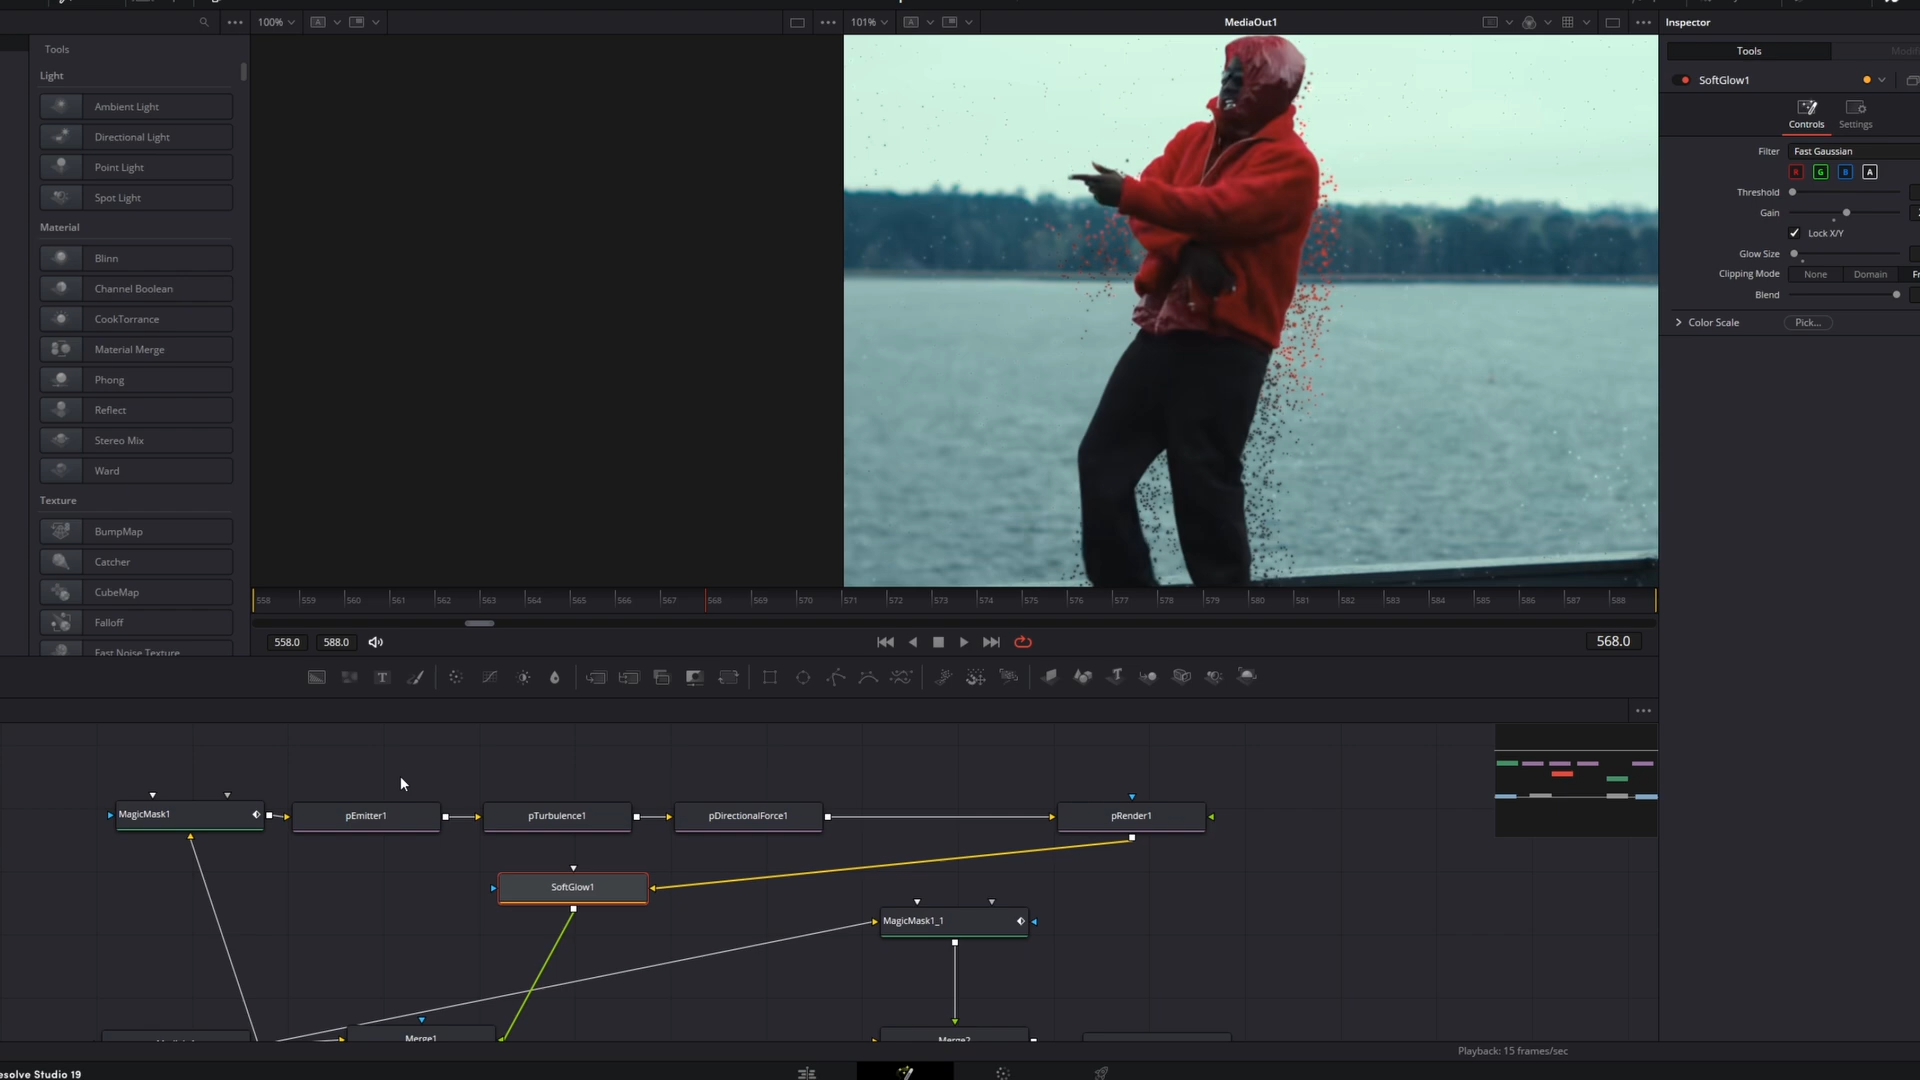 100%
101%
MediaOut1
Inspector
Tools
Light
Ambient Light
Directional Light
Point Light
Spot Light
Material
Blinn
Channel Boolean
CookTorrance
Material Merge
Phong
Reflect
Stereo Mix
Ward
Texture
BumpMap
Catcher
CubeMap
Falloff
Fast Noise Texture
Tools
Modif
SoftGlow1
Controls
Settings
Filter
Fast Gaussian
R G B A
Threshold
Gain
Lock X/Y
Glow Size
Clipping Mode
None
Domain
Fr
Blend
Color Scale
Pick...
558 559 560 561 562 563 564 565 566 567 568 569 570 571 572 573 574 575 576 577 578 579 580 581 582 583 584 585 586 587 588
558.0
588.0
568.0
MagicMask1
pEmitter1
pTurbulence1
pDirectionalForce1
pRender1
SoftGlow1
MagicMask1_1
Merge1
Merge2
Playback: 15 frames/sec
esolve Studio 19